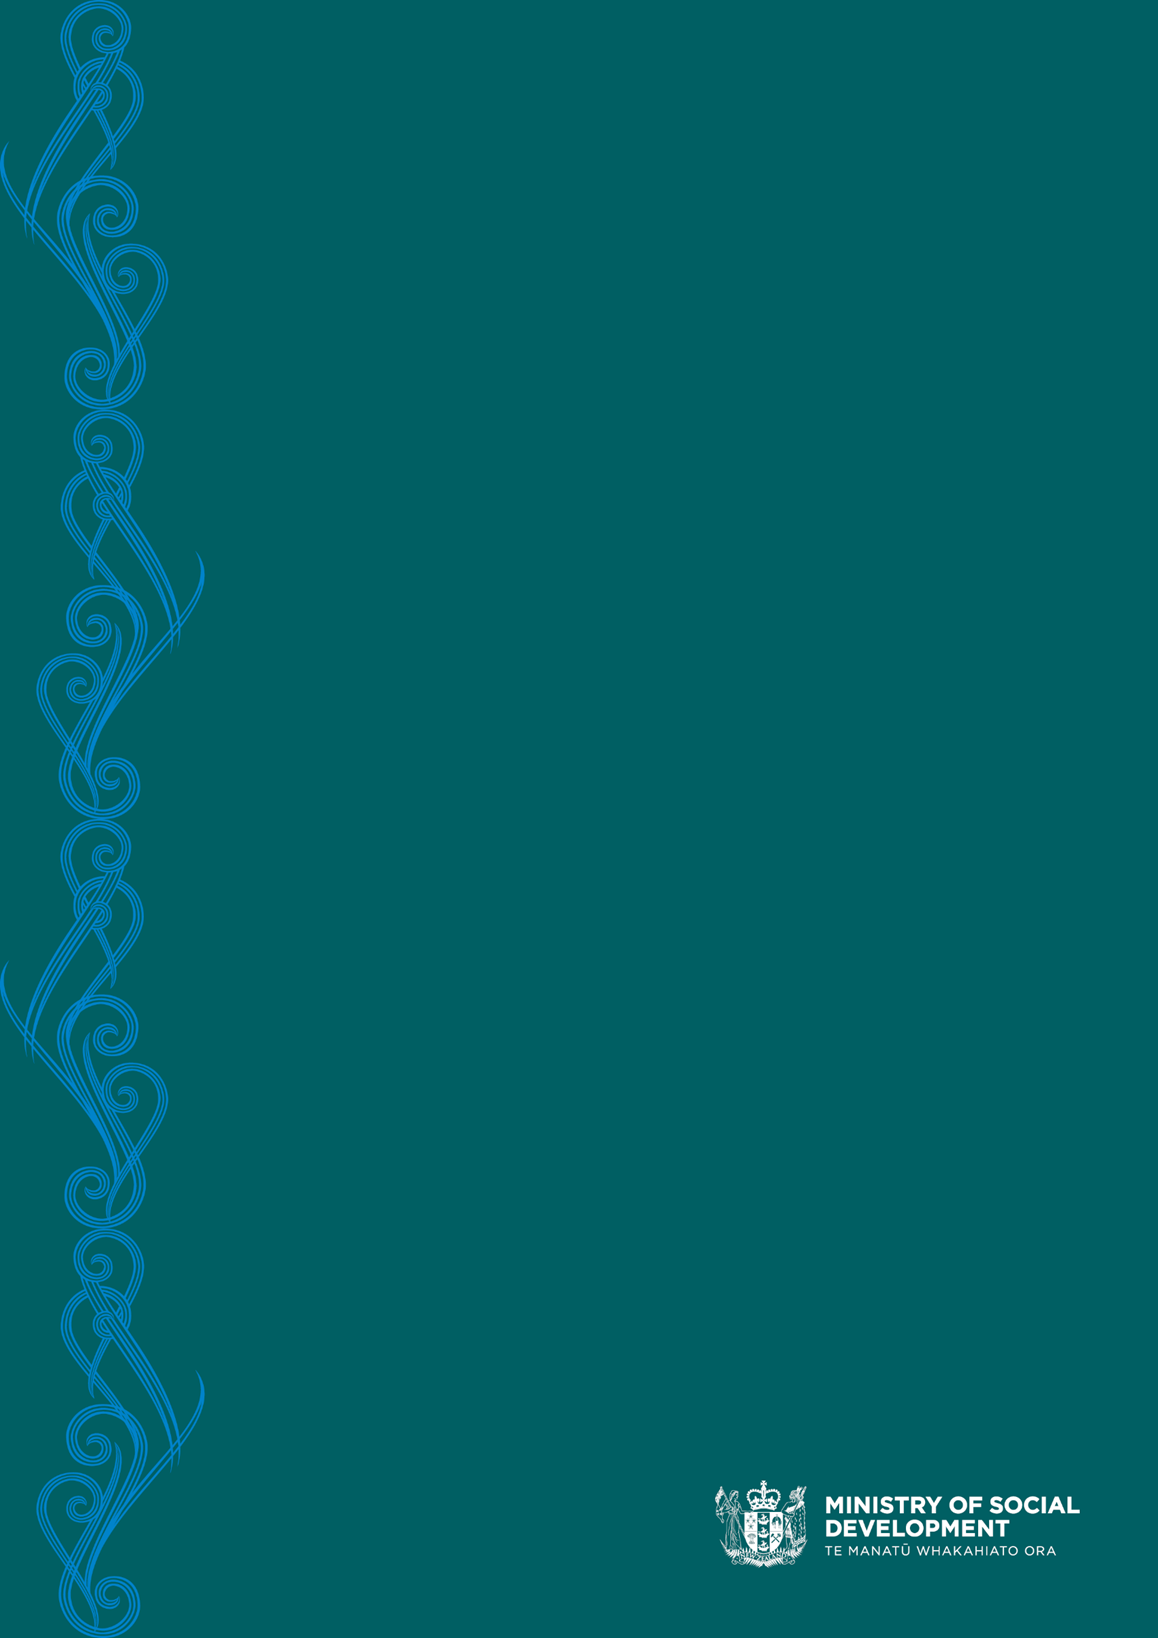 MINISTRY OF SOCIAL
DEVELOPMENT
TE MANATŪ WHAKAHIATO ORA